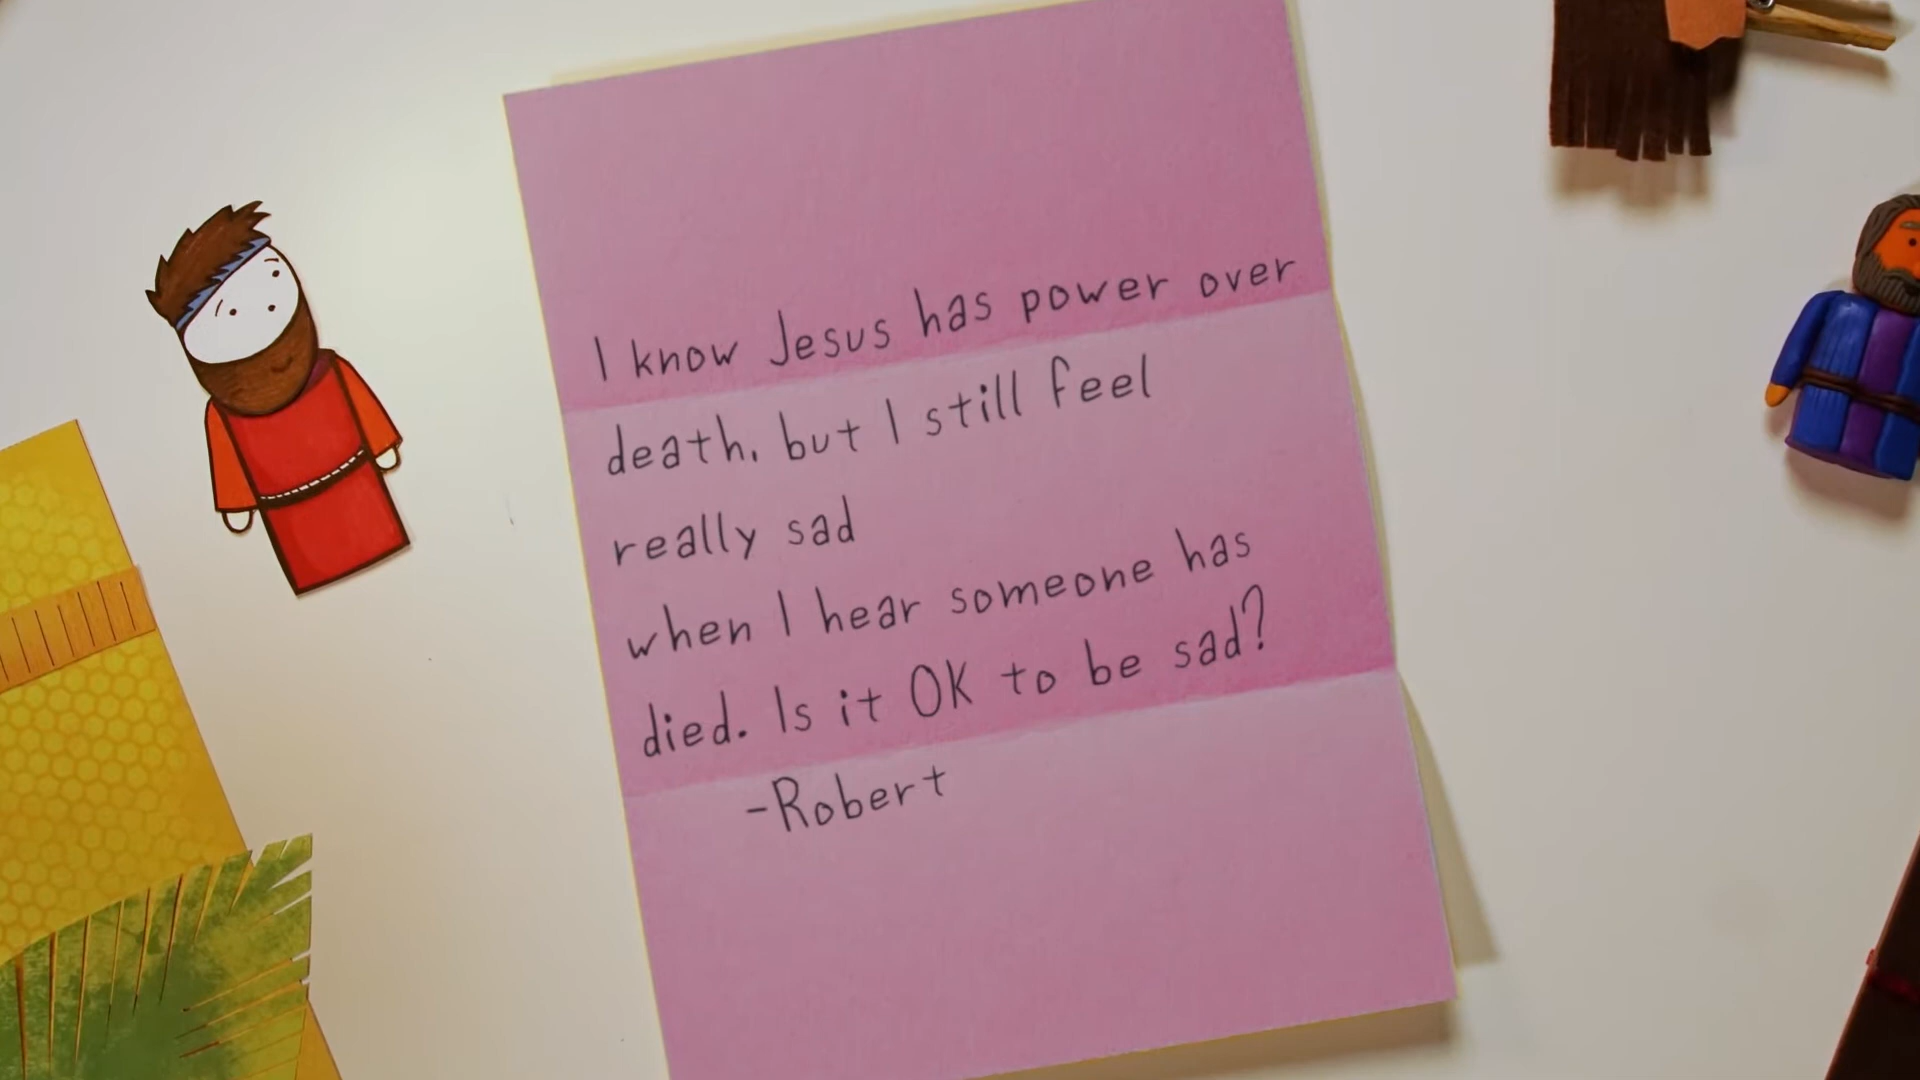 I know Jesus has power over
death, but I still feel
really sad
when I hear someone has
died. Is it OK to be sad?
-Robert